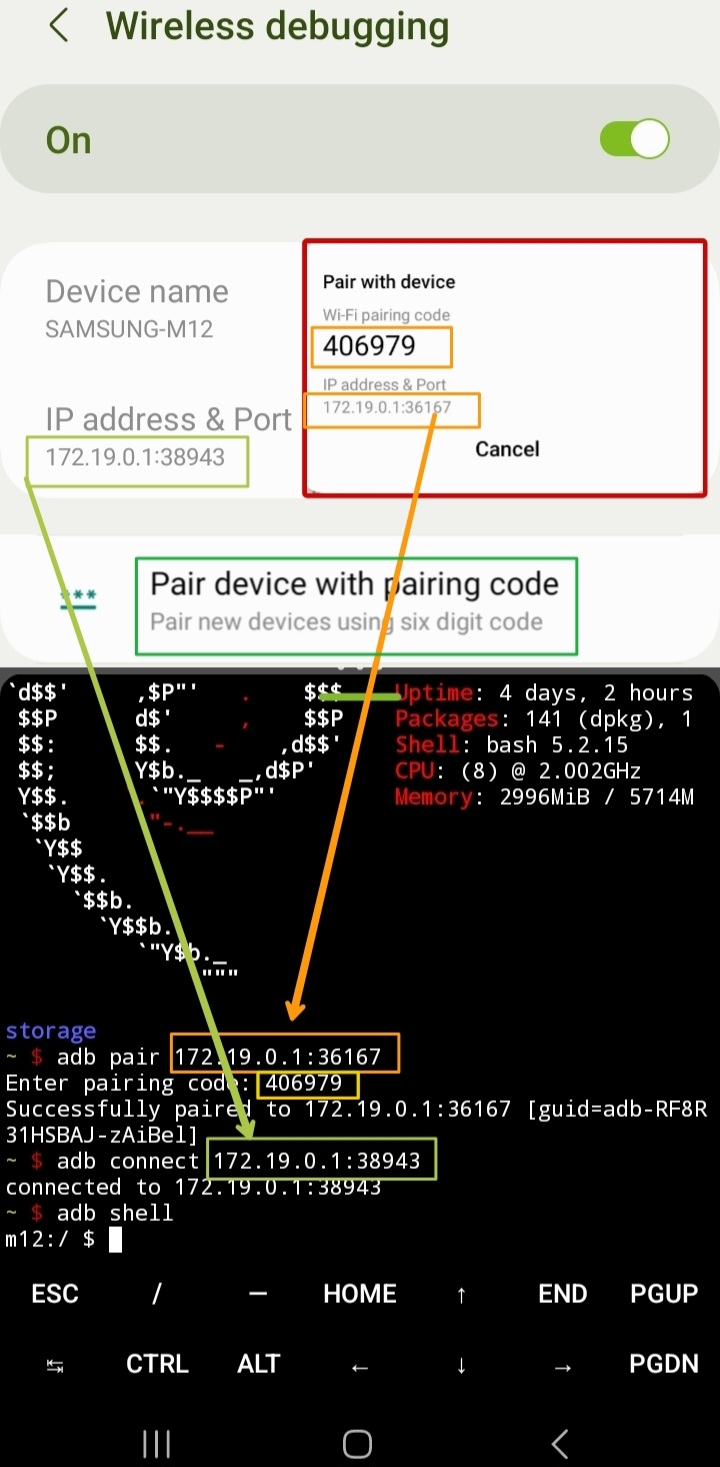 Wireless debugging
On
Device name
SAMSUNG-M12
IP address & Port
172.19.0.1:38943
Pair with device
Wi-Fi pairing code
406979
IP address & Port
172.19.0.1:36167
Cancel
***
Pair device with pairing code
Pair new devices using six digit code
`d$$'     ,$P"'   .    $$$    Uptime: 4 days, 2 hours
 $$P      d$'     ,    $$P    Packages: 141 (dpkg), 1
 $$:      $$.   -    ,d$$'    Shell: bash 5.2.15
 $$;      Y$b._   _,d$P'      CPU: (8) @ 2.002GHz
 Y$$.    `.`"Y$$$$P"'         Memory: 2996MiB / 5714M
 `$$b      "-.__
  `Y$$
   `Y$$.
     `$$b.
       `Y$$b.
          `"Y$b._
              """
storage
~ $ adb pair 172.19.0.1:36167
Enter pairing code: 406979
Successfully paired to 172.19.0.1:36167 [guid=adb-RF8R
31HSBAJ-zAiBel]
~ $ adb connect 172.19.0.1:38943
connected to 172.19.0.1:38943
~ $ adb shell
m12:/ $
ESC / — HOME ↑ END PGUP
↹ CTRL ALT ← ↓ → PGDN